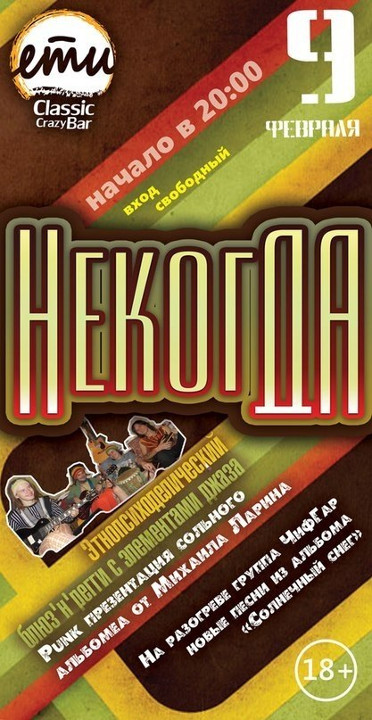 ети
Classic
CrazyBar
9
ФЕВРАЛЯ
начало в 20:00
вход
свободный
НекогДА
Этнопсиходелический
блюз'н'регги с элементами джаза
Punk презентация сольного
альбомеа от Михаила Ларина
На разогреве группа ЧифГар
новые песни из альбома
«Солнечный снег»
18+